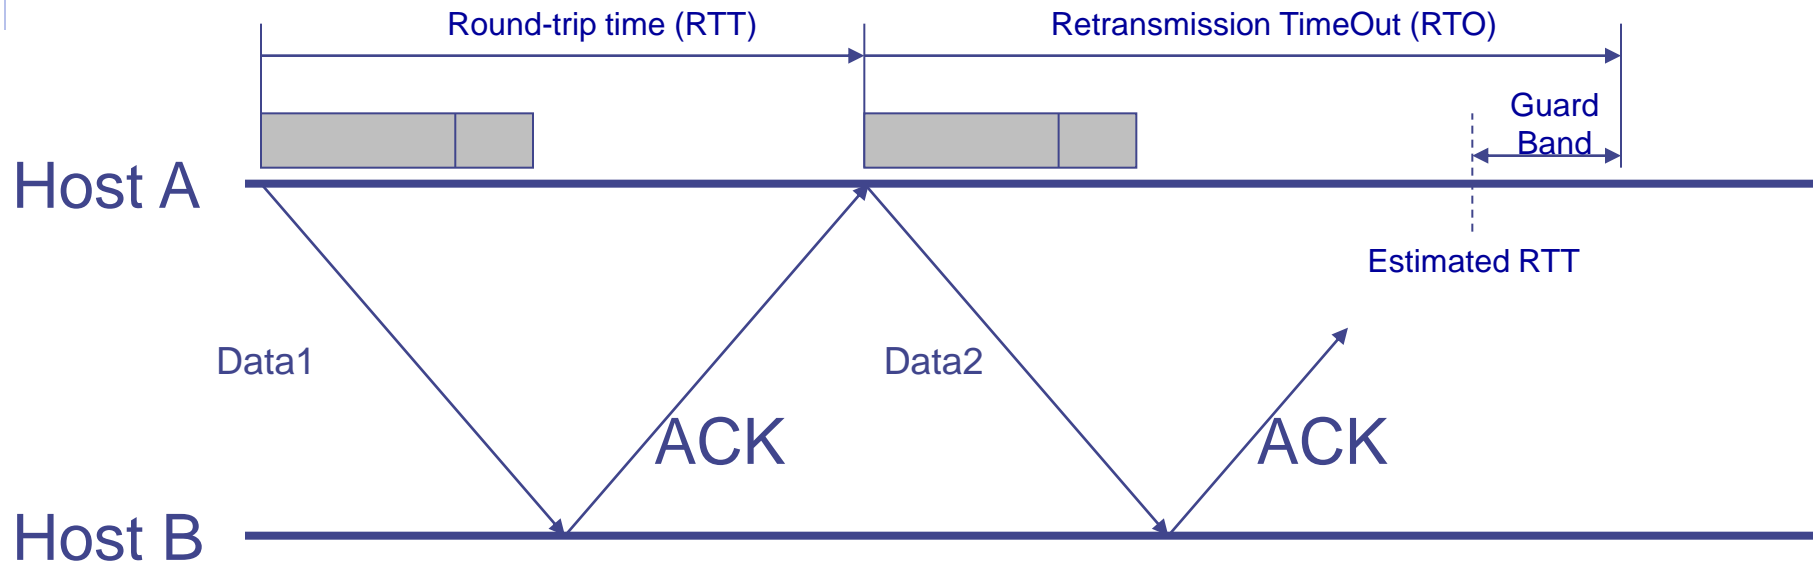 Round-trip time (RTT)
Retransmission TimeOut (RTO)
Guard
Band
Host A
Estimated RTT
Data1
Data2
ACK
ACK
Host B